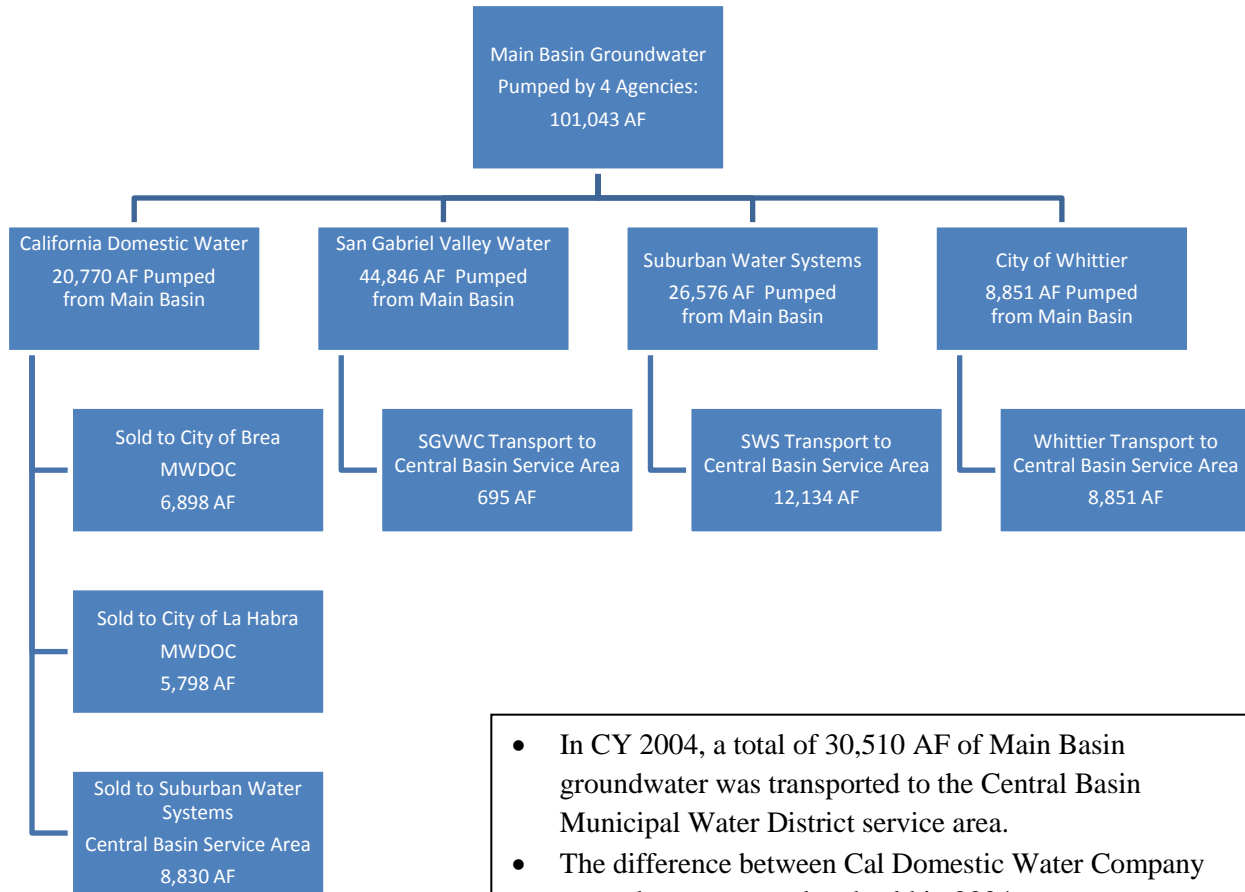 Main Basin Groundwater
Pumped by 4 Agencies:
101,043 AF
California Domestic Water
20,770 AF Pumped
from Main Basin
San Gabriel Valley Water
44,846 AF Pumped
from Main Basin
Suburban Water Systems
26,576 AF Pumped
from Main Basin
City of Whittier
8,851 AF Pumped
from Main Basin
Sold to City of Brea
MWDOC
6,898 AF
SGVWC Transport to
Central Basin Service Area
695 AF
SWS Transport to
Central Basin Service Area
12,134 AF
Whittier Transport to
Central Basin Service Area
8,851 AF
Sold to City of La Habra
MWDOC
5,798 AF
Sold to Suburban Water
Systems
Central Basin Service Area
8,830 AF
• In CY 2004, a total of 30,510 AF of Main Basin
groundwater was transported to the Central Basin
Municipal Water District service area.
• The difference between Cal Domestic Water Company